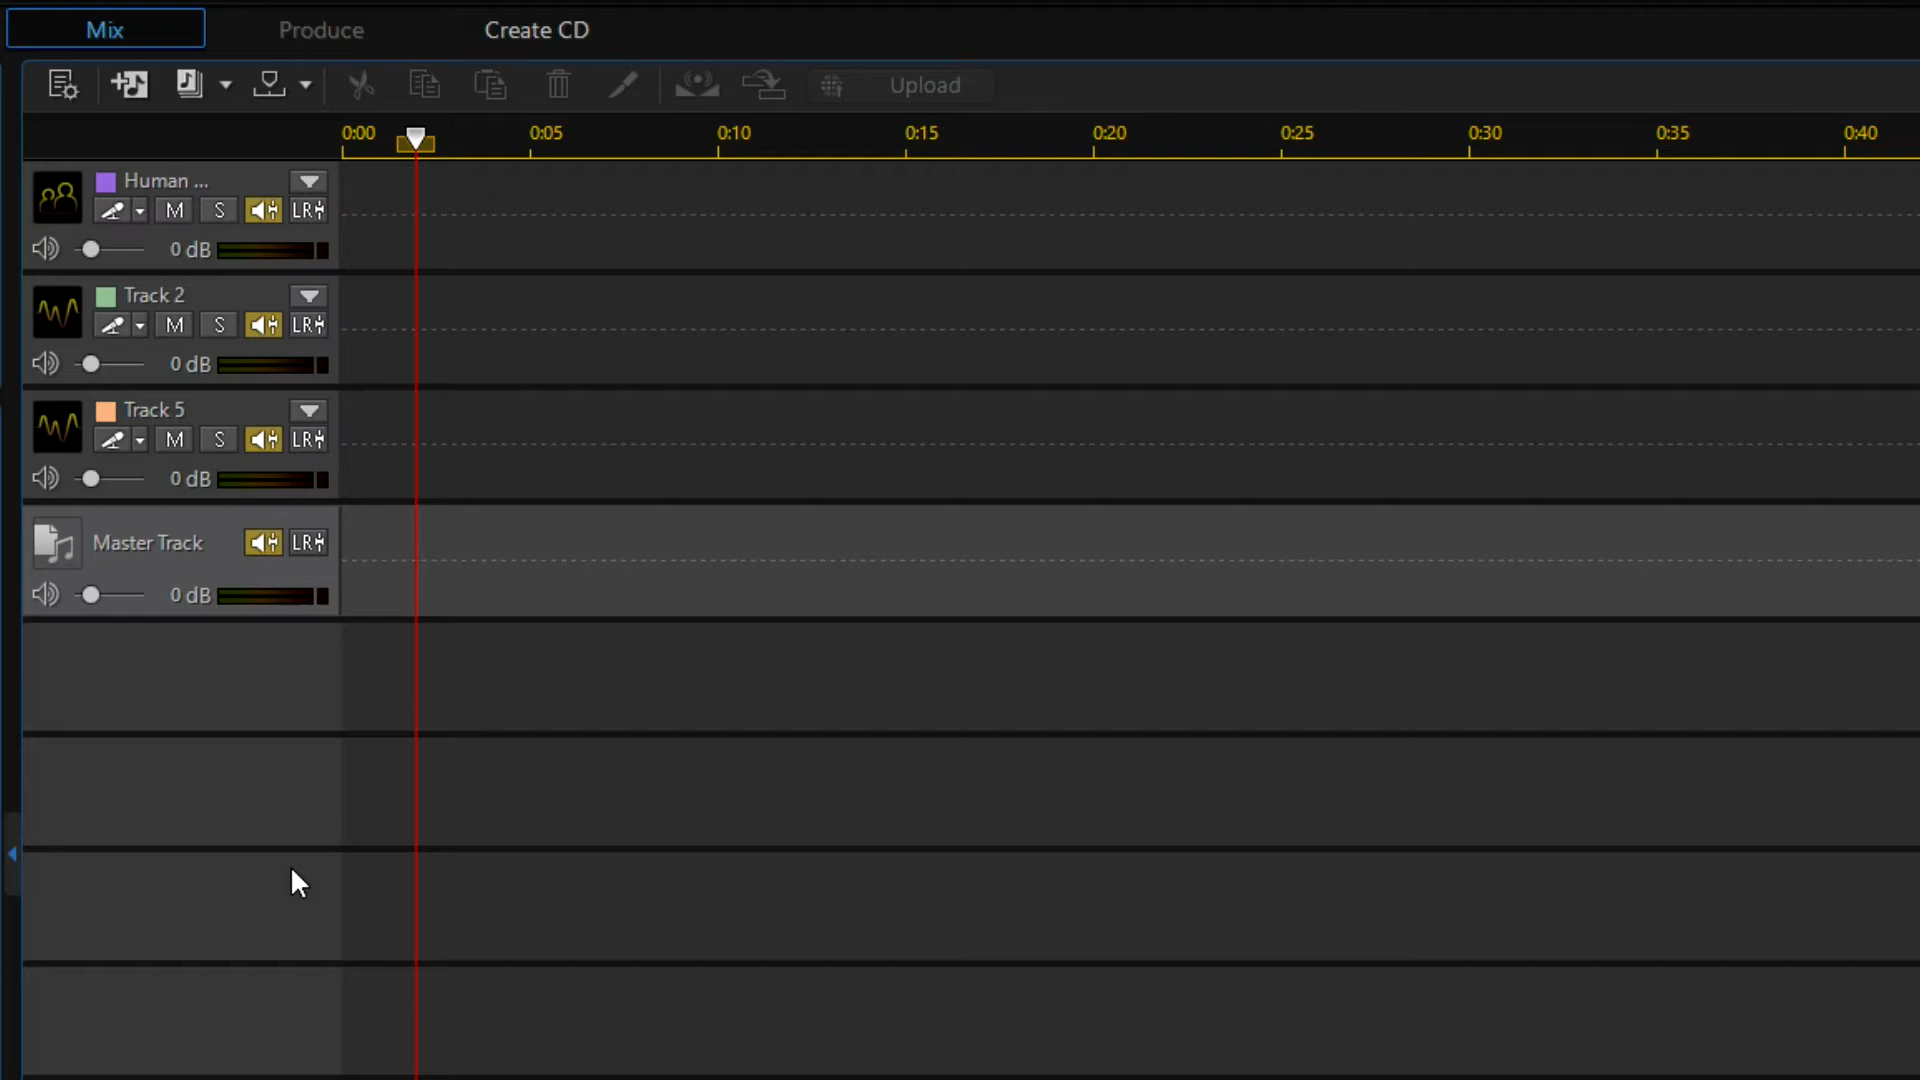 Mix Produce Create CD
Upload
0:00 0:05 0:10 0:15 0:20 0:25 0:30 0:35 0:40
Human ...
M S LR
0 dB
Track 2
M S LR
0 dB
Track 5
M S LR
0 dB
Master Track LR
0 dB